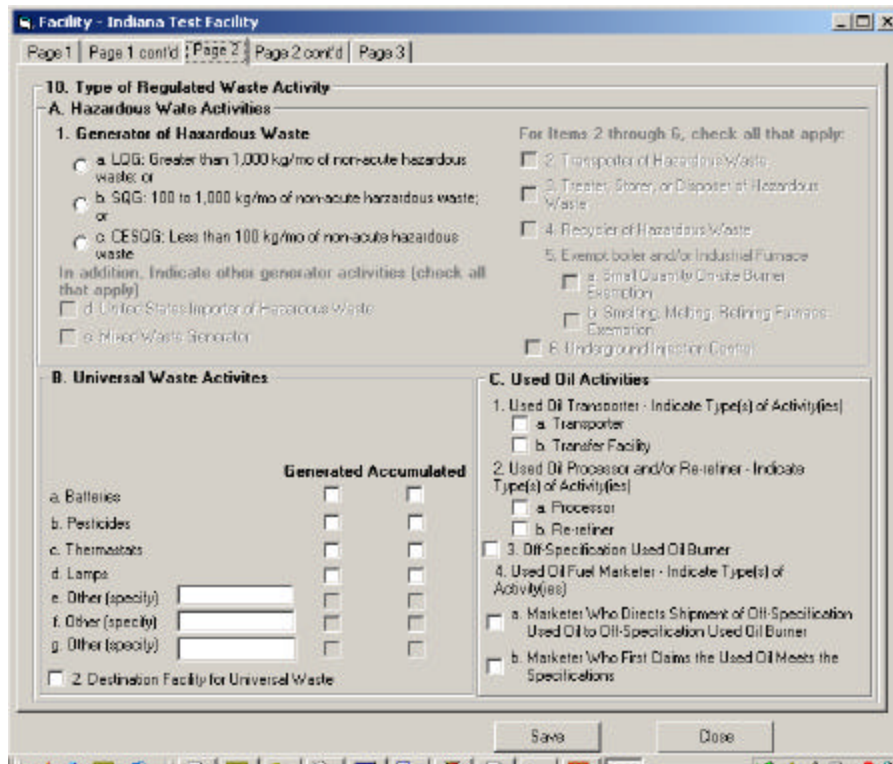 Facility - Indiana Test Facility
Page 1
Page 1 cont'd
Page 2
Page 2 cont'd
Page 3
10. Type of Regulated Waste Activity
A. Hazardous Wate Activities
1. Generator of Haxardous Waste
a. LQG: Greater than 1,000 kg/mo of non-acute hazardous
waste; or
b. SQG: 100 to 1,000 kg/mo of non-acute harzardous waste;
or
c. CESQG: Less than 100 kg/mo of non-acute hazardous
waste
In addition, Indicate other generator activities (check all
that apply)
d. United States Importer of Hazardous Waste
e. Mixed Waste Generator
For Items 2 through 6, check all that apply:
2. Transporter of Hazardous Waste
3. Treater, Storer, or Disposer of Hazardous
Waste
4. Recycler of Hazardous Waste
5. Exempt boiler and/or Industrial Furnace
a. Small Quantity On-site Burner
Exemption
b. Smelting, Melting, Refining Furnace
Exemption
6. Underground Injection Control
B. Universal Waste Activites
Generated Accumulated
a. Batteries
b. Pesticides
c. Thermastats
d. Lamps
e. Other (specify)
f. Other (specify)
g. Other (specify)
2. Destination Facility for Universal Waste
C. Used Oil Activities
1. Used Oil Transporter - Indicate Type(s) of Activity(ies)
a. Transporter
b. Transfer Facility
2. Used Oil Processor and/or Re-refiner - Indicate
Type(s) of Activity(ies)
a. Processor
b. Re-refiner
3. Off-Specification Used Oil Burner
4. Used Oil Fuel Marketer - Indicate Type(s) of
Activity(ies)
a. Marketer Who Directs Shipment of Off-Specification
Used Oil to Off-Specification Used Oil Burner
b. Marketer Who First Claims the Used Oil Meets the
Specifications
Save
Close